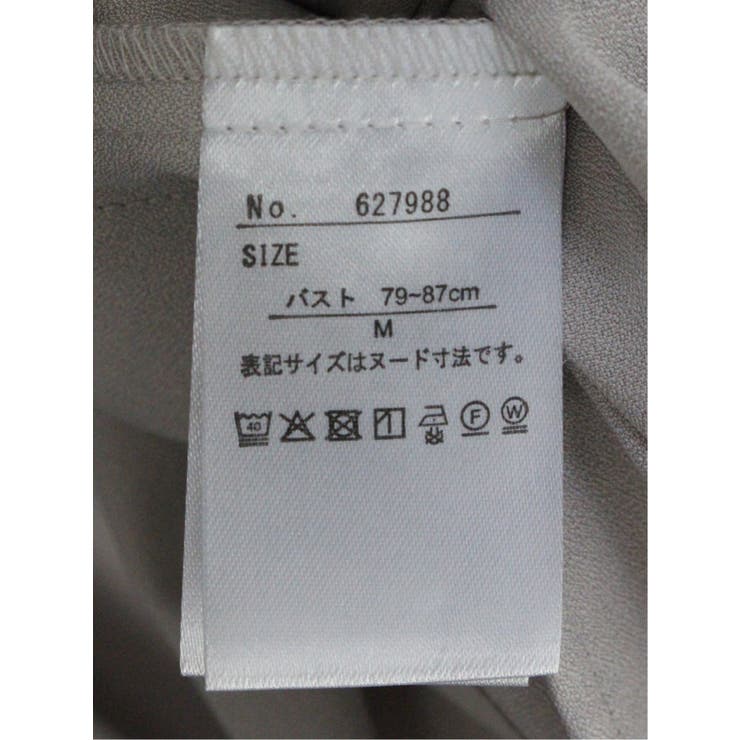 No. 627988
SIZE
バスト 79~87cm
M
表記サイズはヌード寸法です。
40 F W